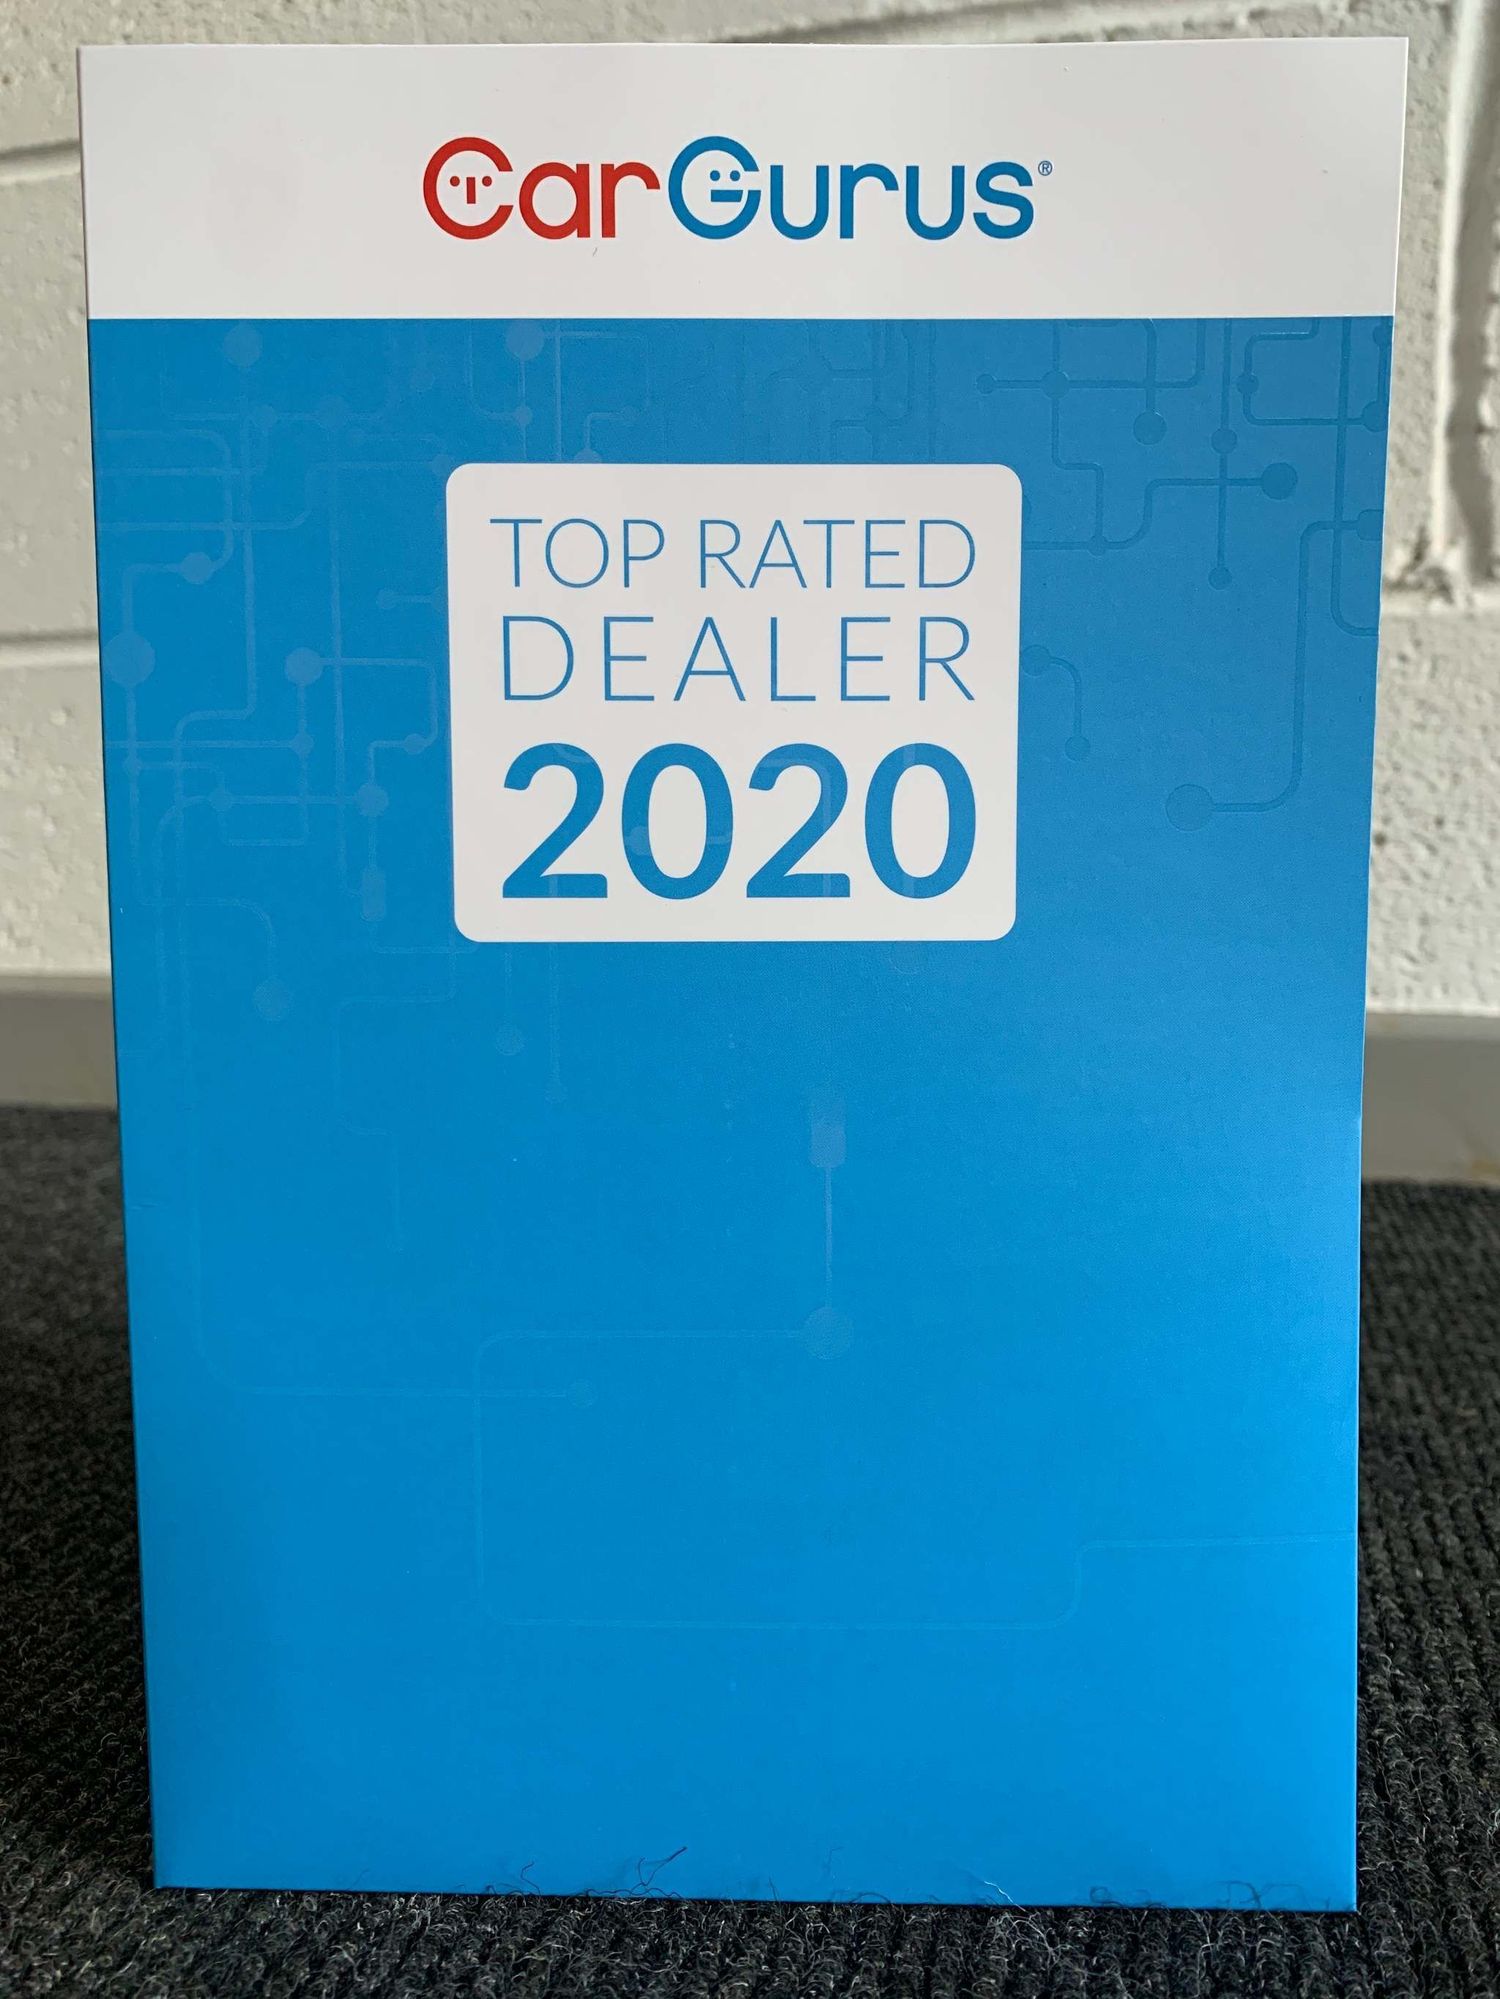 CarGurus®
TOP RATED
DEALER
2020